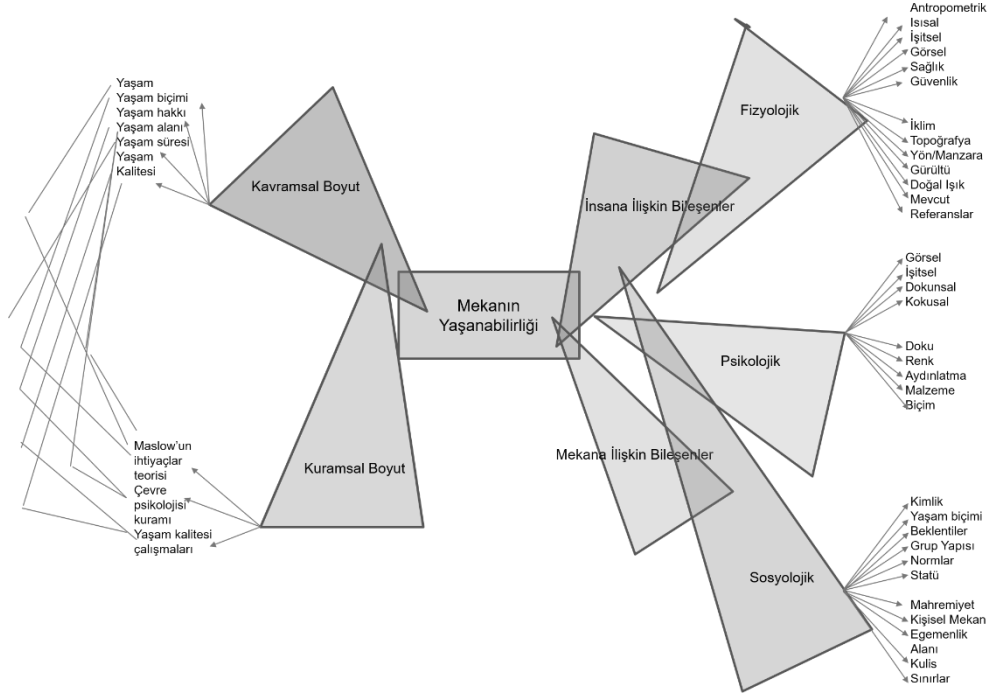 Yaşam
Yaşam biçimi
Yaşam hakkı
Yaşam alanı
Yaşam süresi
Yaşam
Kalitesi
Kavramsal Boyut
Maslow'un
ihtiyaçlar
teorisi
Çevre
psikolojisi
kuramı
Yaşam kalitesi
çalışmaları
Kuramsal Boyut
Mekanın
Yaşanabilirliği
İnsana İlişkin Bileşenler
Mekana İlişkin Bileşenler
Fizyolojik
Antropometrik
Isısal
İşitsel
Görsel
Sağlık
Güvenlik
İklim
Topoğrafya
Yön/Manzara
Gürültü
Doğal Işık
Mevcut
Referanslar
Psikolojik
Görsel
İşitsel
Dokunsal
Kokusal
Doku
Renk
Aydınlatma
Malzeme
Biçim
Sosyolojik
Kimlik
Yaşam biçimi
Beklentiler
Grup Yapısı
Normlar
Statü
Mahremiyet
Kişisel Mekan
Egemenlik
Alanı
Kulis
Sınırlar